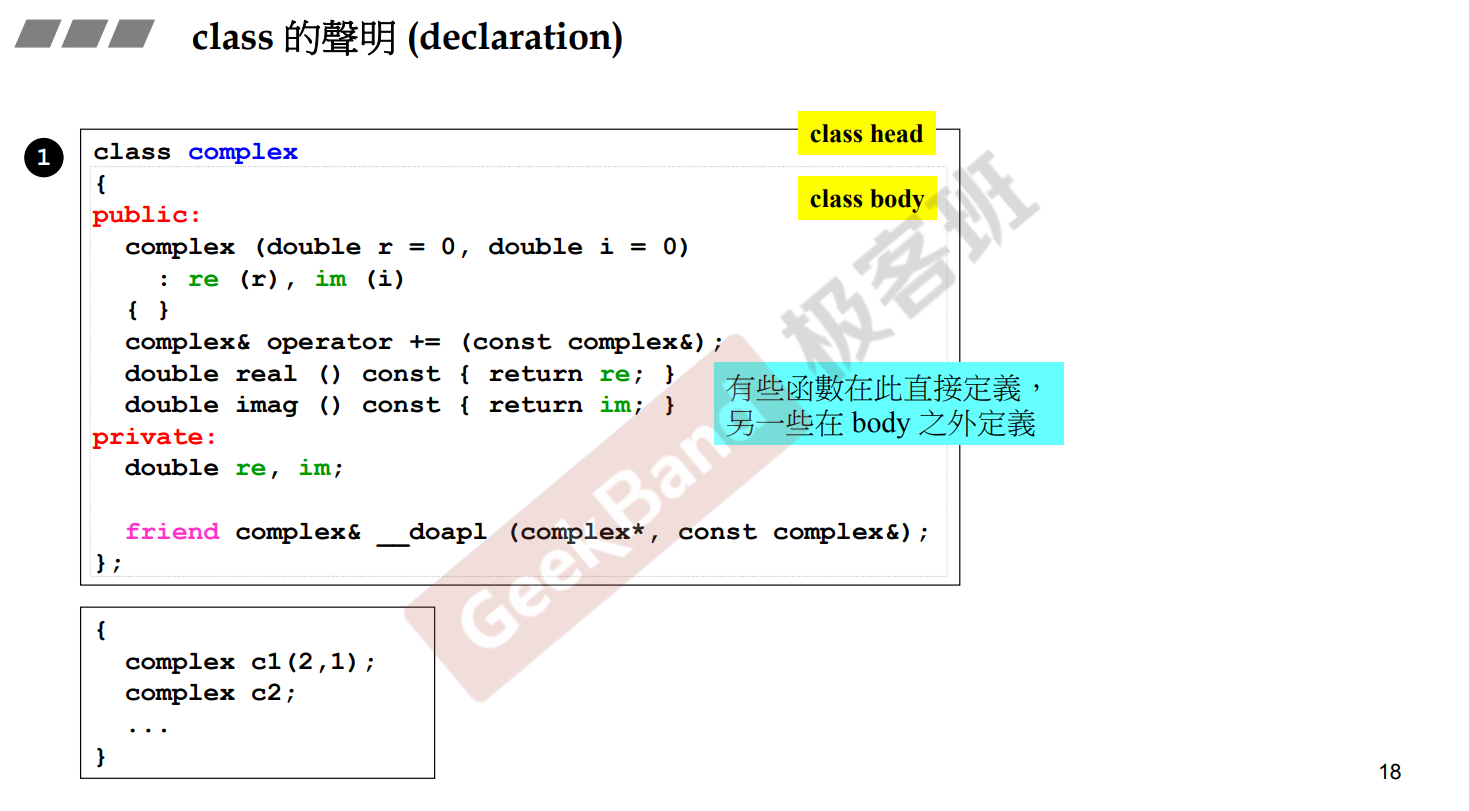 class 的聲明 (declaration)
1
class head
class complex
{
class body
public:
complex (double r = 0, double i = 0)
: re (r), im (i)
{ }
complex& operator += (const complex&);
double real () const { return re; }
double imag () const { return im; }
有些函數在此直接定義，
另一些在 body 之外定義
private:
double re, im;
friend complex& __doapl (complex*, const complex&);
};
{
complex c1(2,1);
complex c2;
...
}
GeekBand 极客班
18